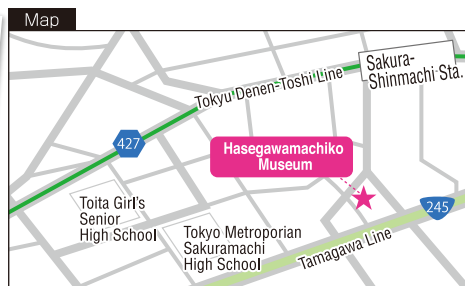 Map
Sakura-
Shinmachi Sta.
Tokyu Denen-Toshi Line
427
Hasegawamachiko
Museum
Toita Girl's
Senior
High School
Tokyo Metroporian
Sakuramachi
High School
245
Tamagawa Line